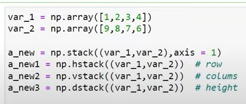 var_1 = np.array([1,2,3,4])
var_2 = np.array([9,8,7,6])
a_new = np.stack((var_1,var_2),axis = 1)
a_new1 = np.hstack((var_1,var_2)) # row
a_new2 = np.vstack((var_1,var_2)) # colums
a_new3 = np.dstack((var_1,var_2)) # height